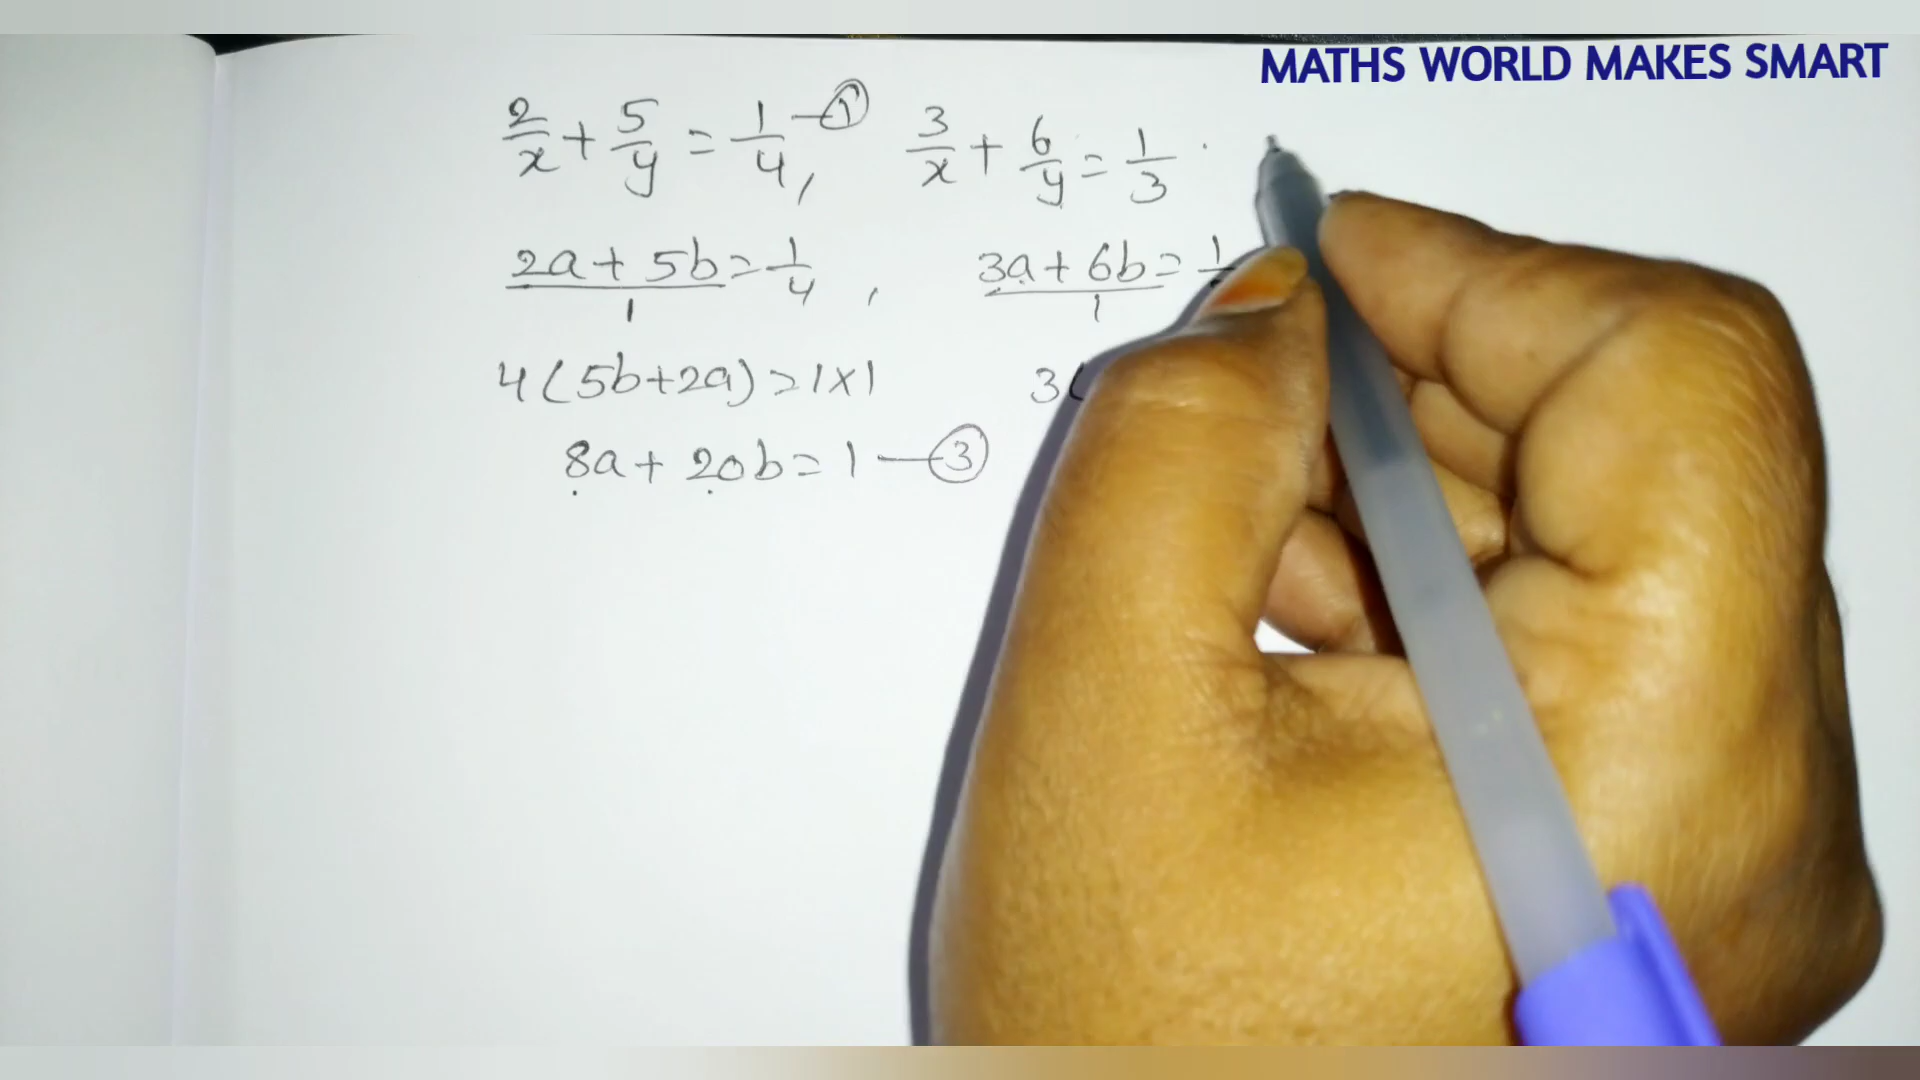 MATHS WORLD MAKES SMART
2/x + 5/y = 1/4 — ①, 3/x + 6/y = 1/3
(2a + 5b)/1 = 1/4 , (3a + 6b)/1 = 1
4(5b+2a) = 1×1 3(
8a + 20b = 1 — ③